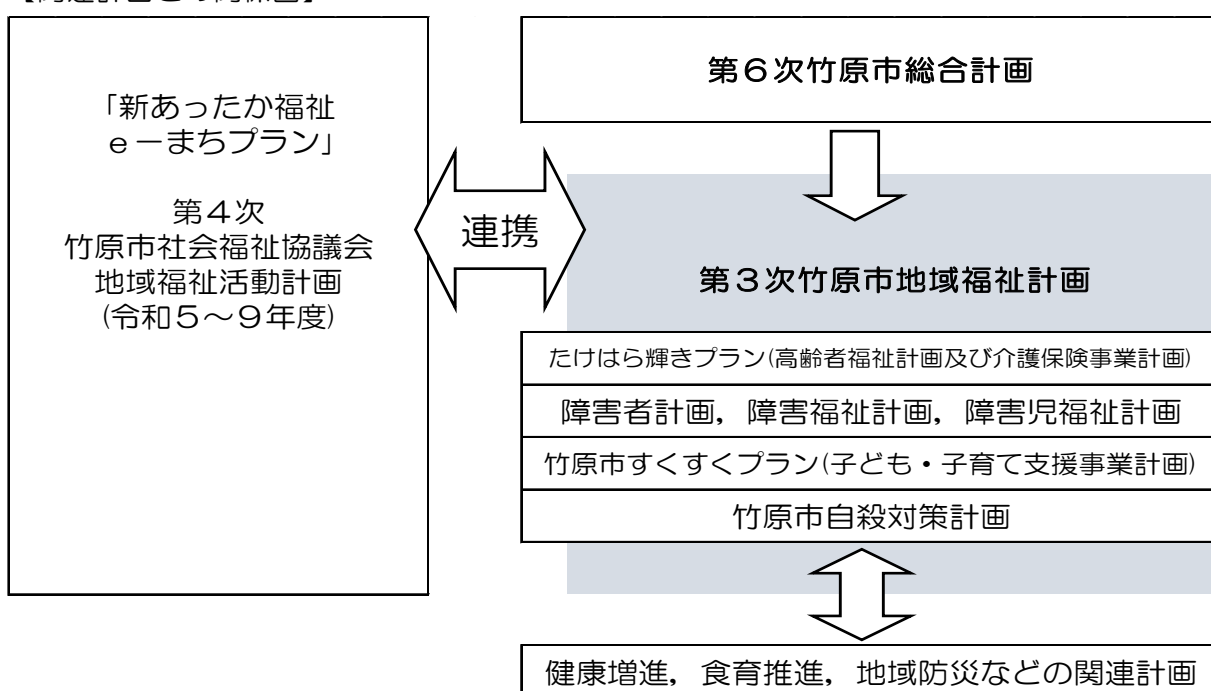 「新あったか福祉
e－まちプラン」
第４次
竹原市社会福祉協議会
地域福祉活動計画
(令和５～９年度)
連携
第６次竹原市総合計画
第３次竹原市地域福祉計画
たけはら輝きプラン(高齢者福祉計画及び介護保険事業計画)
障害者計画，障害福祉計画，障害児福祉計画
竹原市すくすくプラン(子ども・子育て支援事業計画)
竹原市自殺対策計画
健康増進，食育推進，地域防災などの関連計画